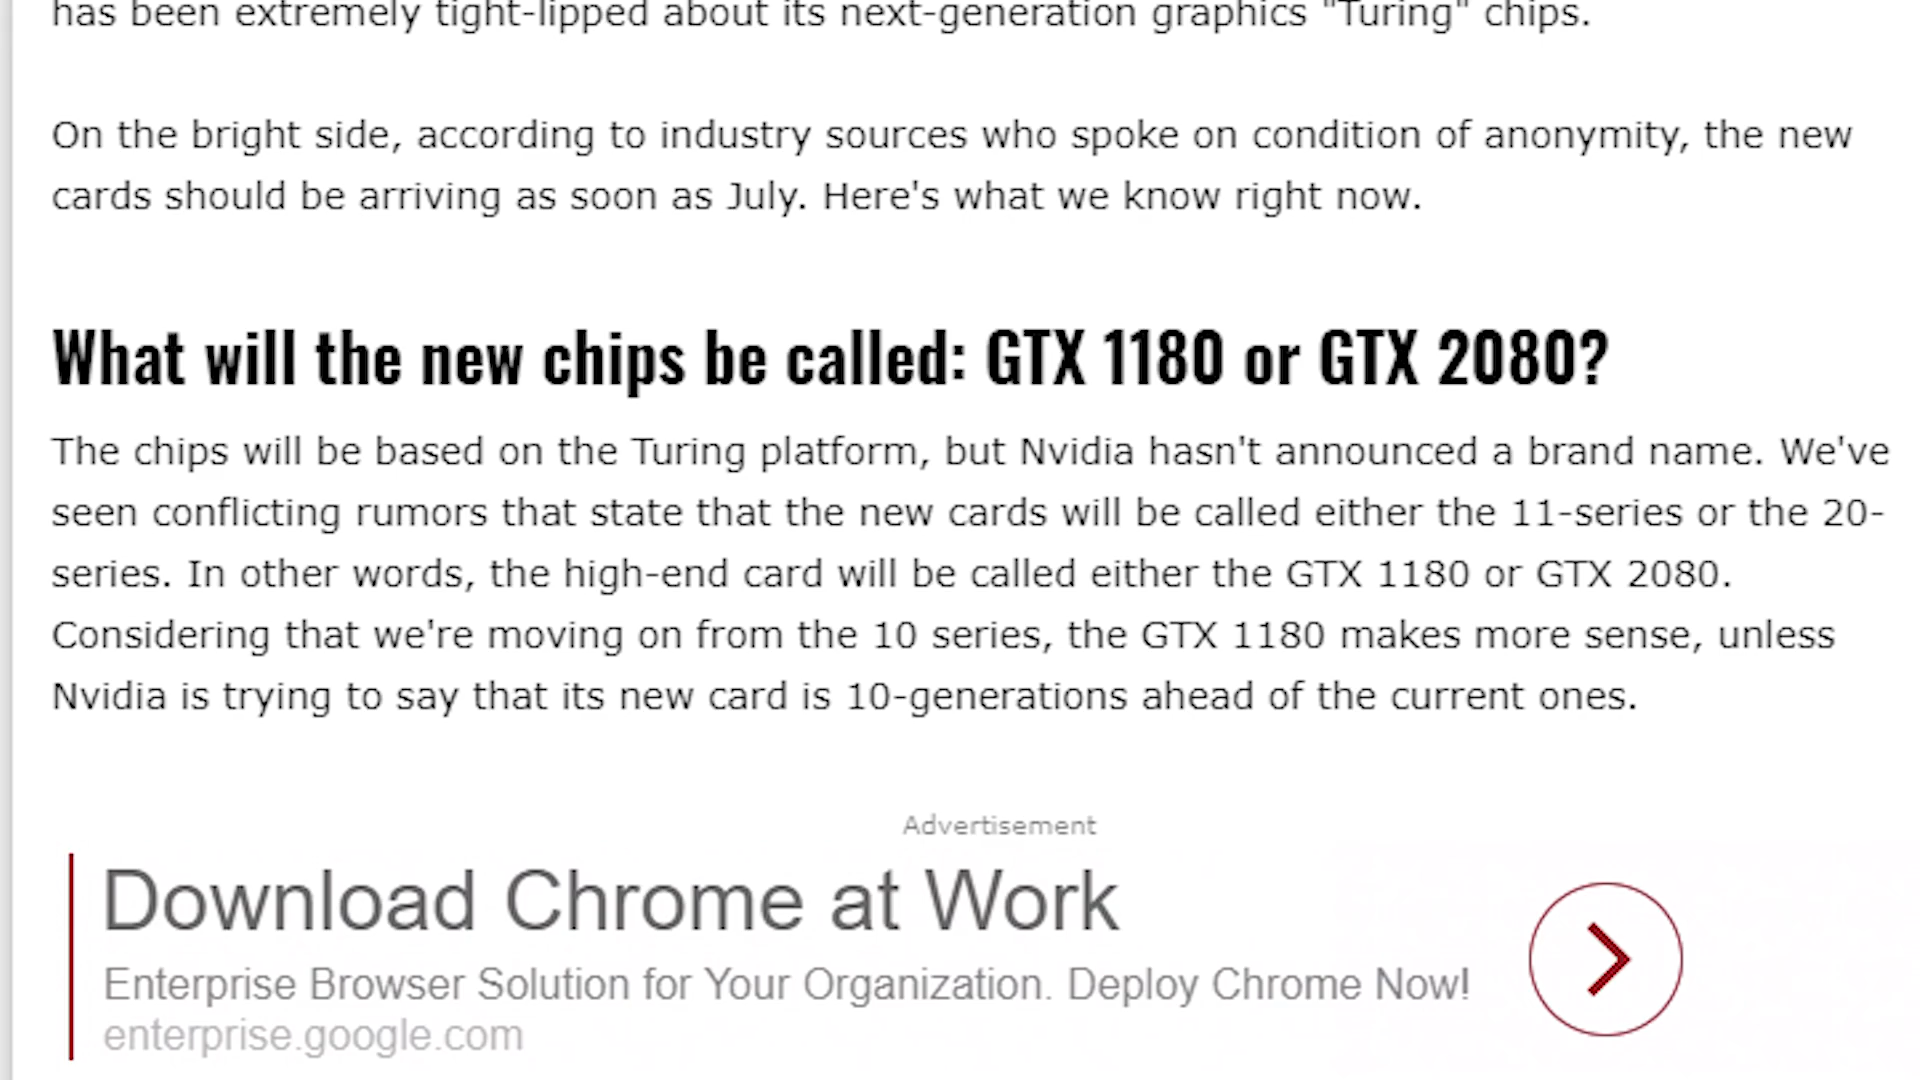 has been extremely tight-lipped about its next-generation graphics "Turing" chips.
On the bright side, according to industry sources who spoke on condition of anonymity, the new
cards should be arriving as soon as July. Here's what we know right now.
What will the new chips be called: GTX 1180 or GTX 2080?
The chips will be based on the Turing platform, but Nvidia hasn't announced a brand name. We've
seen conflicting rumors that state that the new cards will be called either the 11-series or the 20-
series. In other words, the high-end card will be called either the GTX 1180 or GTX 2080.
Considering that we're moving on from the 10 series, the GTX 1180 makes more sense, unless
Nvidia is trying to say that its new card is 10-generations ahead of the current ones.
Advertisement
Download Chrome at Work
Enterprise Browser Solution for Your Organization. Deploy Chrome Now!
enterprise.google.com